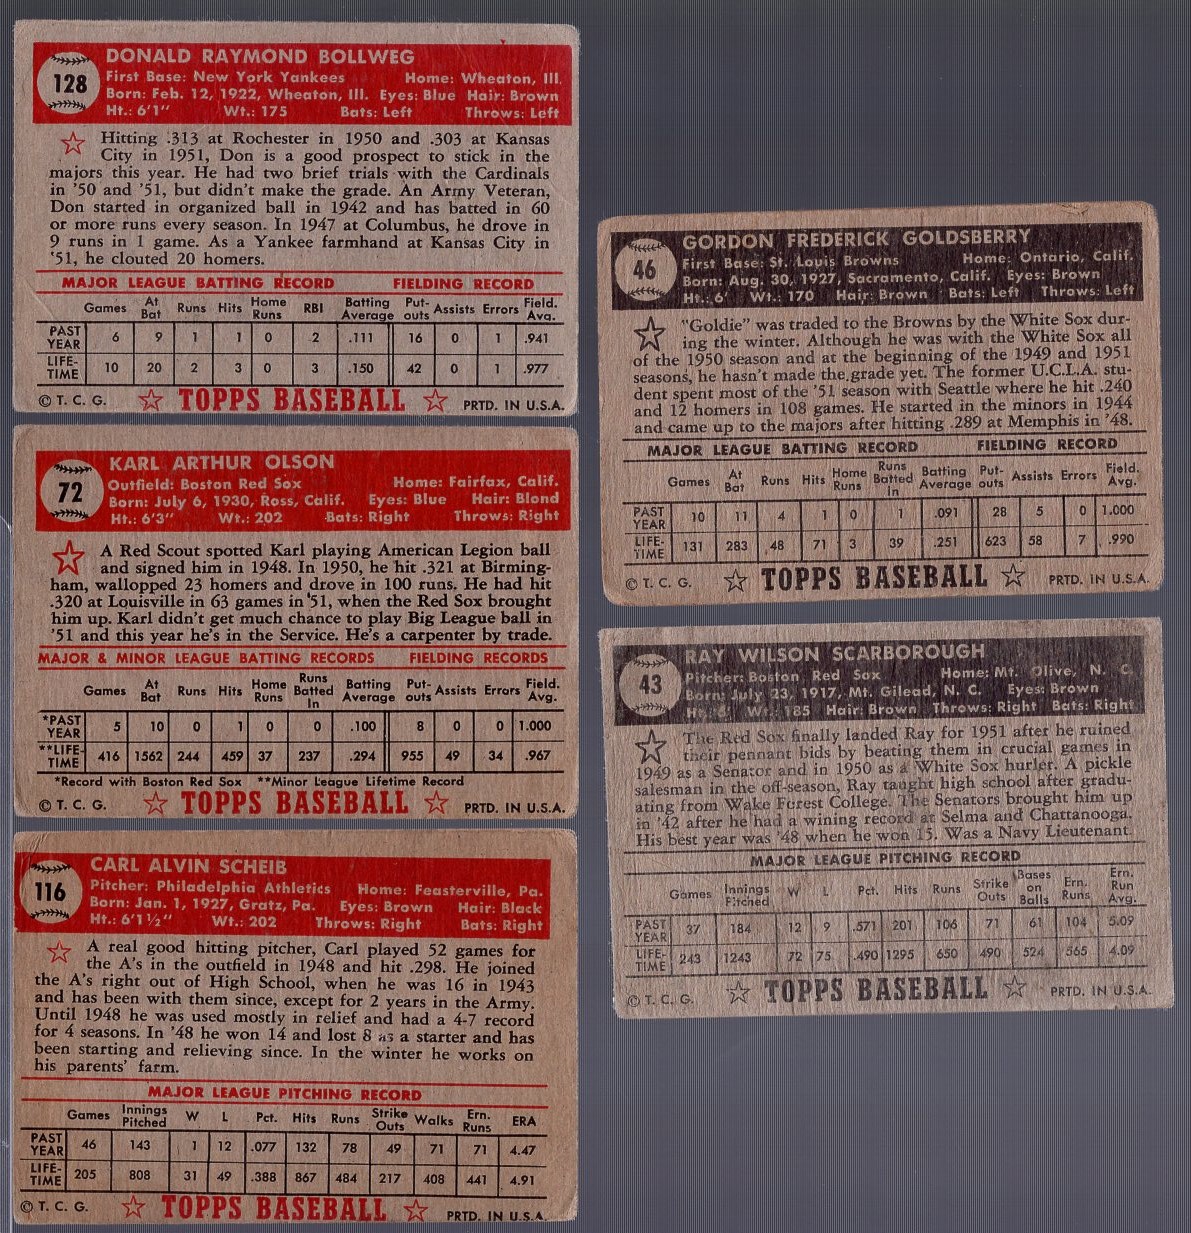 128
DONALD RAYMOND BOLLWEG
First Base: New York Yankees Home: Wheaton, Ill.
Born: Feb. 12, 1922, Wheaton, Ill. Eyes: Blue Hair: Brown
Ht.: 6'1" Wt.: 175 Bats: Left Throws: Left
Hitting .313 at Rochester in 1950 and .303 at Kansas
City in 1951, Don is a good prospect to stick in the
majors this year. He had two brief trials with the Cardinals
in '50 and '51, but didn't make the grade. An Army Veteran,
Don started in organized ball in 1942 and has batted in 60
or more runs every season. In 1947 at Columbus, he drove in
9 runs in 1 game. As a Yankee farmhand at Kansas City in
'51, he clouted 20 homers.
MAJOR LEAGUE BATTING RECORD FIELDING RECORD
Games At Bat Runs Hits Home Runs RBI Batting Average Put-outs Assists Errors Field. Avg.
PAST YEAR 6 9 1 1 0 2 .111 16 0 1 .941
LIFE-TIME 10 20 2 3 0 3 .150 42 0 1 .977
© T. C. G. TOPPS BASEBALL PRTD. IN U.S.A.
72
KARL ARTHUR OLSON
Outfield: Boston Red Sox Home: Fairfax, Calif.
Born: July 6, 1930, Ross, Calif. Eyes: Blue Hair: Blond
Ht.: 6'3" Wt.: 202 Bats: Right Throws: Right
A Red Scout spotted Karl playing American Legion ball
and signed him in 1948. In 1950, he hit .321 at Birming-
ham, wallopped 23 homers and drove in 100 runs. He had hit
.320 at Louisville in 63 games in '51, when the Red Sox brought
him up. Karl didn't get much chance to play Big League ball in
'51 and this year he's in the Service. He's a carpenter by trade.
MAJOR & MINOR LEAGUE BATTING RECORDS FIELDING RECORDS
Games At Bat Runs Hits Home Runs Runs Batted In Batting Average Put-outs Assists Errors Field. Avg.
*PAST YEAR 5 10 0 1 0 0 .100 8 0 0 1.000
**LIFE-TIME 416 1562 244 459 37 237 .294 955 49 34 .967
*Record with Boston Red Sox **Minor League Lifetime Record
© T. C. G. TOPPS BASEBALL PRTD. IN U.S.A.
116
CARL ALVIN SCHEIB
Pitcher: Philadelphia Athletics Home: Feasterville, Pa.
Born: Jan. 1, 1927, Gratz, Pa. Eyes: Brown Hair: Black
Ht.: 6'1½" Wt.: 202 Throws: Right Bats: Right
A real good hitting pitcher, Carl played 52 games for
the A's in the outfield in 1948 and hit .298. He joined
the A's right out of High School, when he was 16 in 1943
and has been with them since, except for 2 years in the Army.
Until 1948 he was used mostly in relief and had a 4-7 record
for 4 seasons. In '48 he won 14 and lost 8 as a starter and has
been starting and relieving since. In the winter he works on
his parents' farm.
MAJOR LEAGUE PITCHING RECORD
Games Innings Pitched W L Pct. Hits Runs Strike Outs Walks Ern. Runs ERA
PAST YEAR 46 143 1 12 .077 132 78 49 71 71 4.47
LIFE-TIME 205 808 31 49 .388 867 484 217 408 441 4.91
© T. C. G. TOPPS BASEBALL PRTD. IN U.S.A.
46
GORDON FREDERICK GOLDSBERRY
First Base: St. Louis Browns Home: Ontario, Calif.
Born: Aug. 30, 1927, Sacramento, Calif. Eyes: Brown
Ht.: 6' Wt.: 170 Hair: Brown Bats: Left Throws: Left
"Goldie" was traded to the Browns by the White Sox dur-
ing the winter. Although he was with the White Sox all
of the 1950 season and at the beginning of the 1949 and 1951
seasons, he hasn't made the grade yet. The former U.C.L.A. stu-
dent spent most of the '51 season with Seattle where he hit .240
and 12 homers in 108 games. He started in the minors in 1944
and came up to the majors after hitting .289 at Memphis in '48.
MAJOR LEAGUE BATTING RECORD FIELDING RECORD
Games At Bat Runs Hits Home Runs Runs Batted In Batting Average Put-outs Assists Errors Field. Avg.
PAST YEAR 10 11 4 1 0 1 .091 28 5 0 1.000
LIFE-TIME 131 283 48 71 3 39 .251 623 58 7 .990
© T. C. G. TOPPS BASEBALL PRTD. IN U.S.A.
43
RAY WILSON SCARBOROUGH
Pitcher: Boston Red Sox Home: Mt. Olive, N. C.
Born: July 23, 1917, Mt. Gilead, N. C. Eyes: Brown
Ht.: 6' Wt.: 185 Hair: Brown Throws: Right Bats: Right
The Red Sox finally landed Ray for 1951 after he ruined
their pennant bids by beating them in crucial games in
1949 as a Senator and in 1950 as a White Sox hurler. A pickle
salesman in the off-season, Ray taught high school after gradu-
ating from Wake Forest College. The Senators brought him up
in '42 after he had a wining record at Selma and Chattanooga.
His best year was '48 when he won 15. Was a Navy Lieutenant.
MAJOR LEAGUE PITCHING RECORD
Games Innings Pitched W L Pct. Hits Runs Strike Outs Bases on Balls Ern. Runs Ern. Run Avg.
PAST YEAR 37 184 12 9 .571 201 106 71 61 104 5.09
LIFE-TIME 243 1243 72 75 .490 1295 650 490 524 565 4.09
© T. C. G. TOPPS BASEBALL PRTD. IN U.S.A.